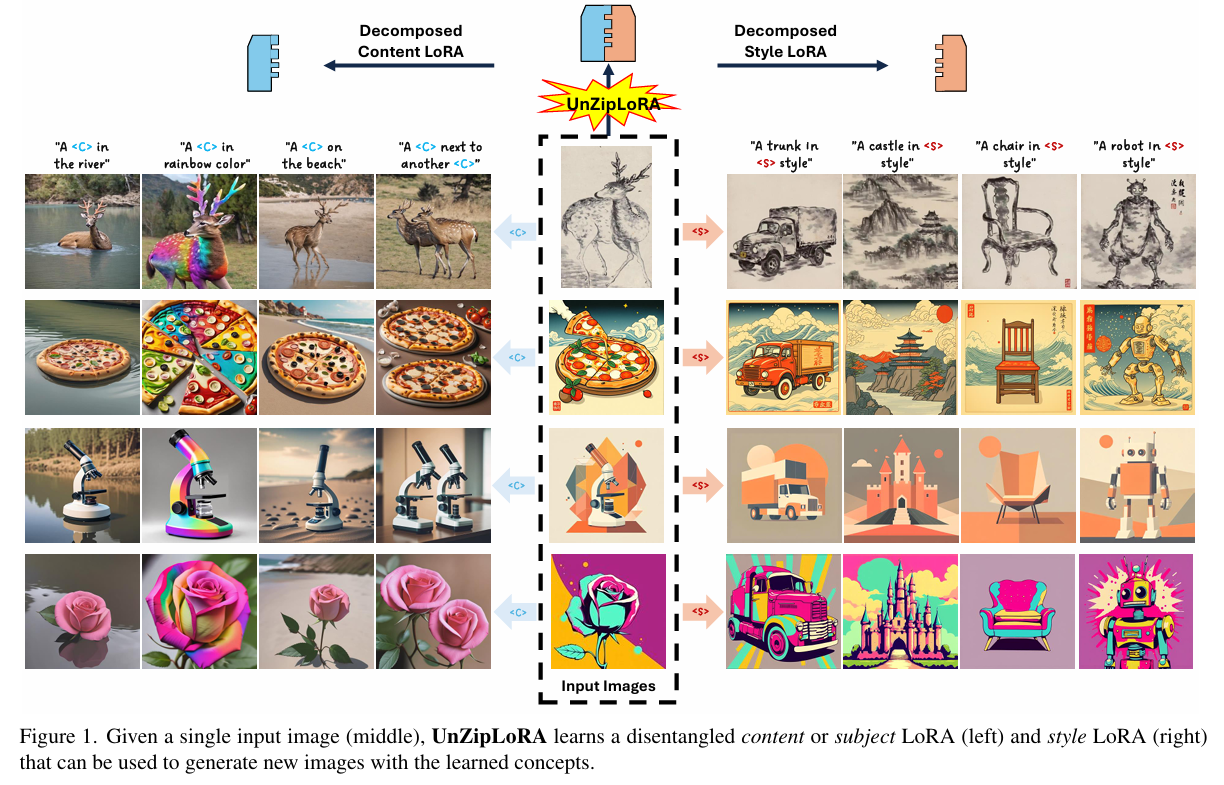 Decomposed
Content LoRA
Decomposed
Style LoRA
UnZipLoRA
"A <C> in
the river"
"A <C> in
rainbow color"
"A <C> on
the beach"
"A <C> next to
another <C>"
"A trunk In
<S> style"
"A castle in <S>
style"
"A chair in <S>
style"
"A robot In <S>
style"
<C>
<S>
<C>
<S>
<C>
<S>
<C>
<S>
Input Images
Figure 1. Given a single input image (middle), UnZipLoRA learns a disentangled content or subject LoRA (left) and style LoRA (right)
that can be used to generate new images with the learned concepts.